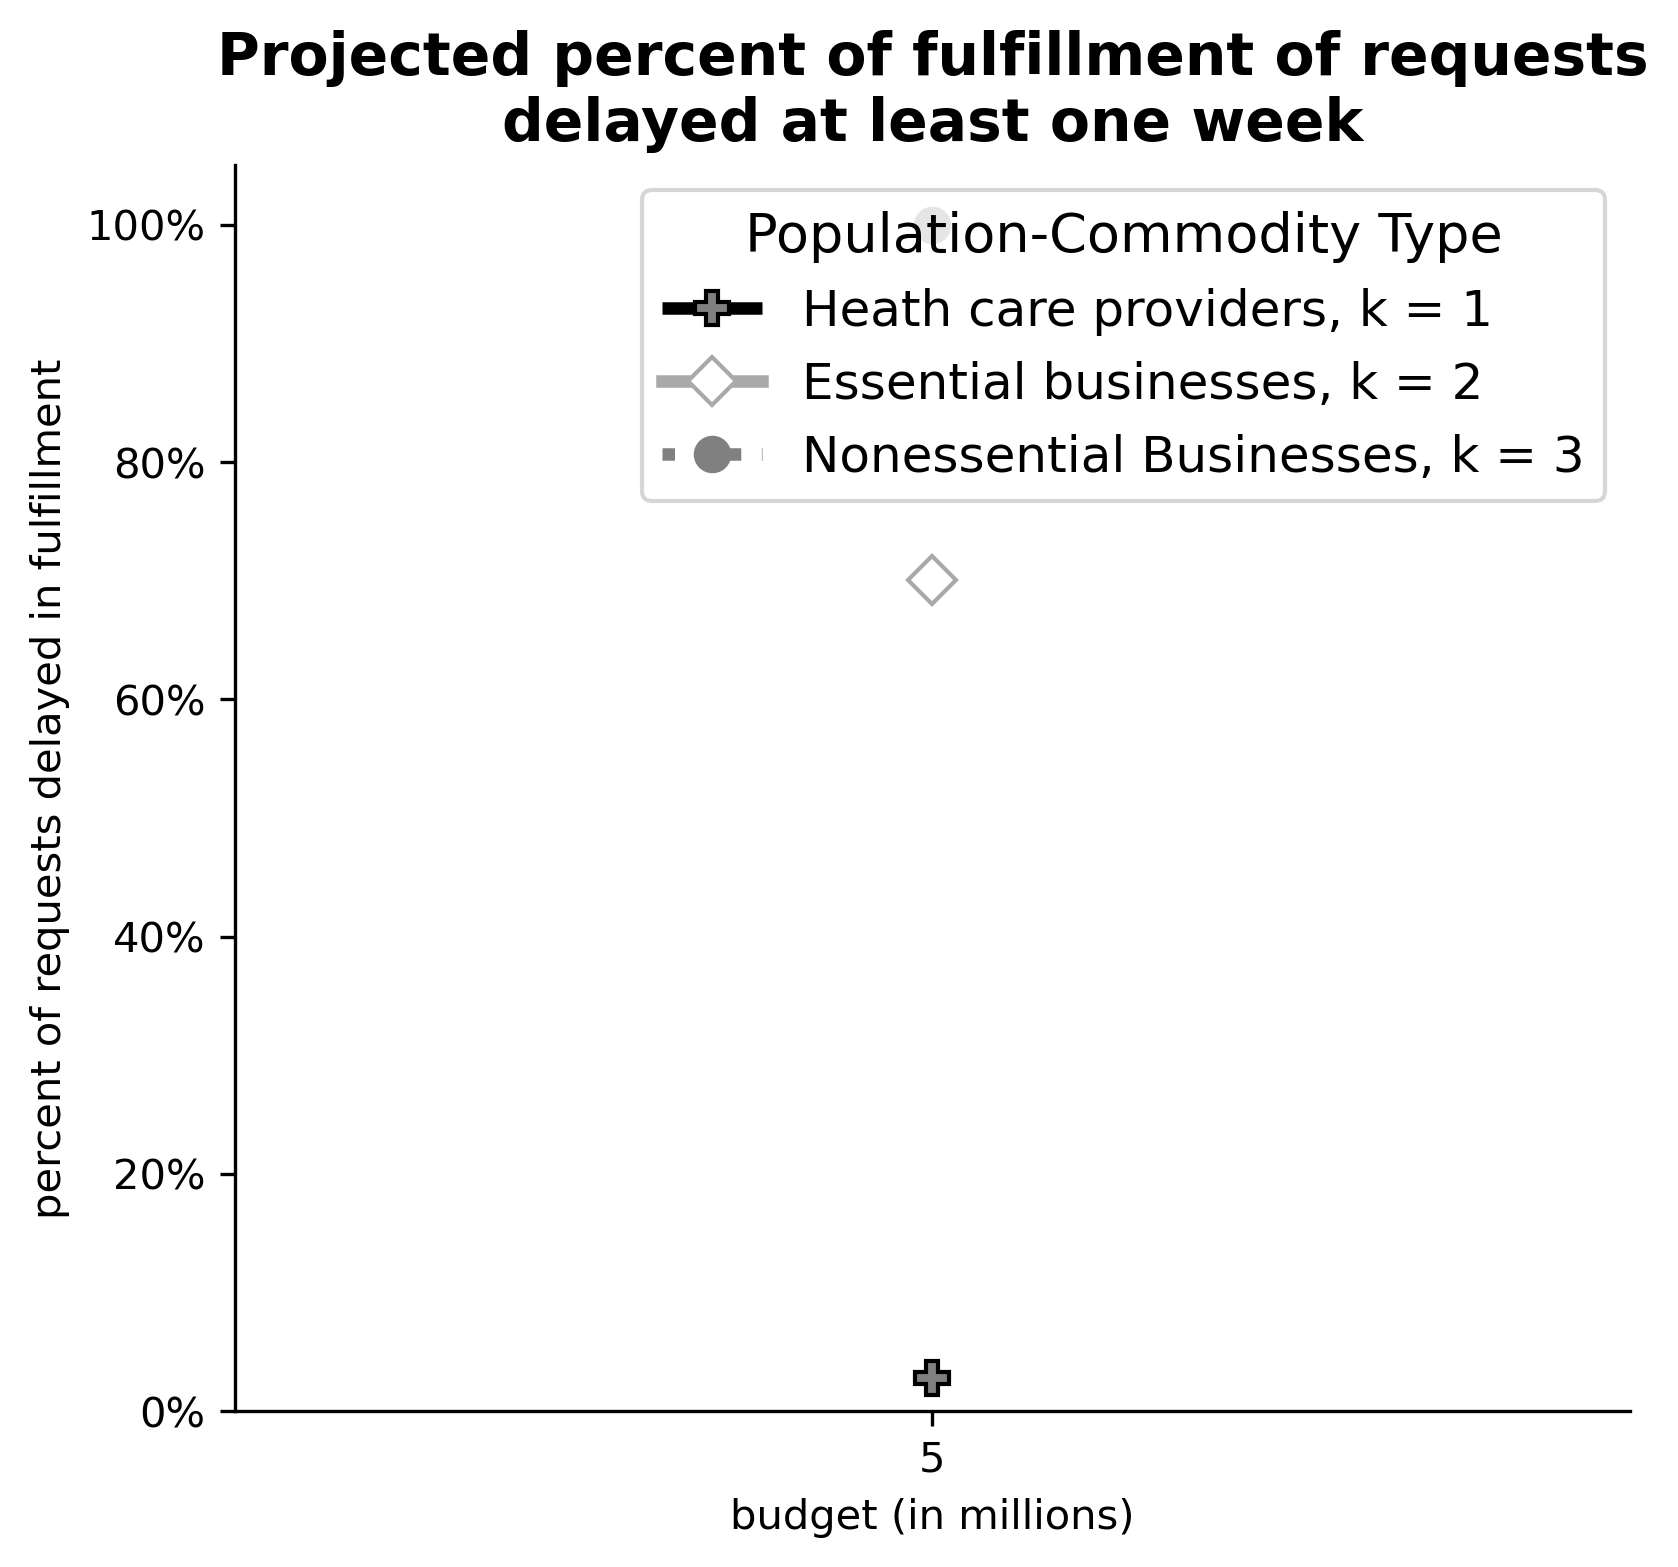 Projected percent of fulfillment of requests
delayed at least one week
Population-Commodity Type
Heath care providers, k = 1
Essential businesses, k = 2
Nonessential Businesses, k = 3
percent of requests delayed in fulfillment
100%
80%
60%
40%
20%
0%
5
budget (in millions)